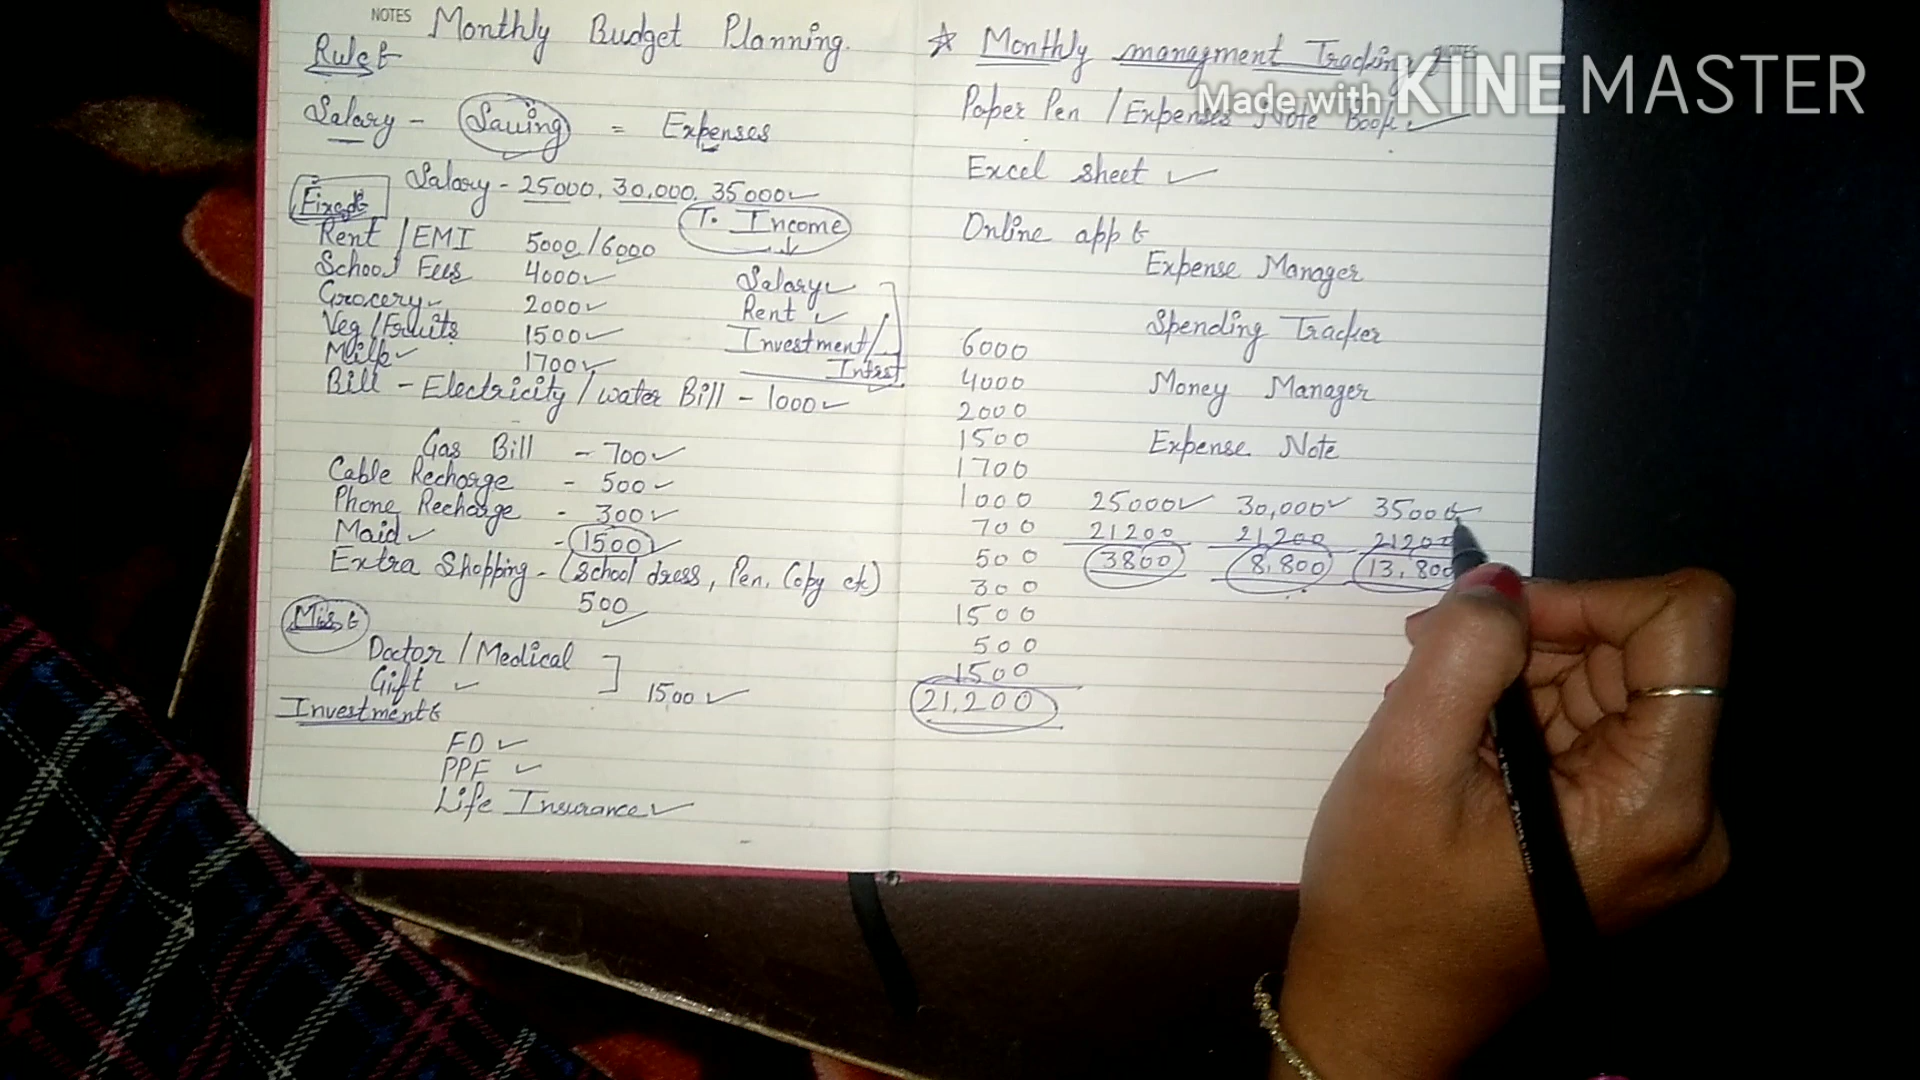 NOTES
Monthly Budget Planning.
Rule
Salary - Saving = Expenses
Salary - 25000, 30,000, 35000
Fixed
T. Income
Rent / EMI 5000/6000
School Fees 4000
Grocery 2000
Veg/Fruits 1500
Milk 1700
Salary
Rent
Investment/
Intrst
Bill - Electricity / water Bill - 1000
Gas Bill - 700
Cable Recharge - 500
Phone Recharge - 300
Maid - 1500
Extra Shopping - (School dress, Pen, Copy etc)
500
Doctor / Medical
Gift
1500
Investment
FD
PPF
Life Insurance
Monthly managment Tracking
Made with KINEMASTER
Paper Pen / Expenses Note Book
Excel sheet
Online app
Expense Manager
Spending Tracker
Money Manager
Expense Note
6000
4000
2000
1500
1700
1000
700
500
300
1500
500
1500
21,200
25000 30,000 35000
21200 21,200 21200
3800 8,800 13,800